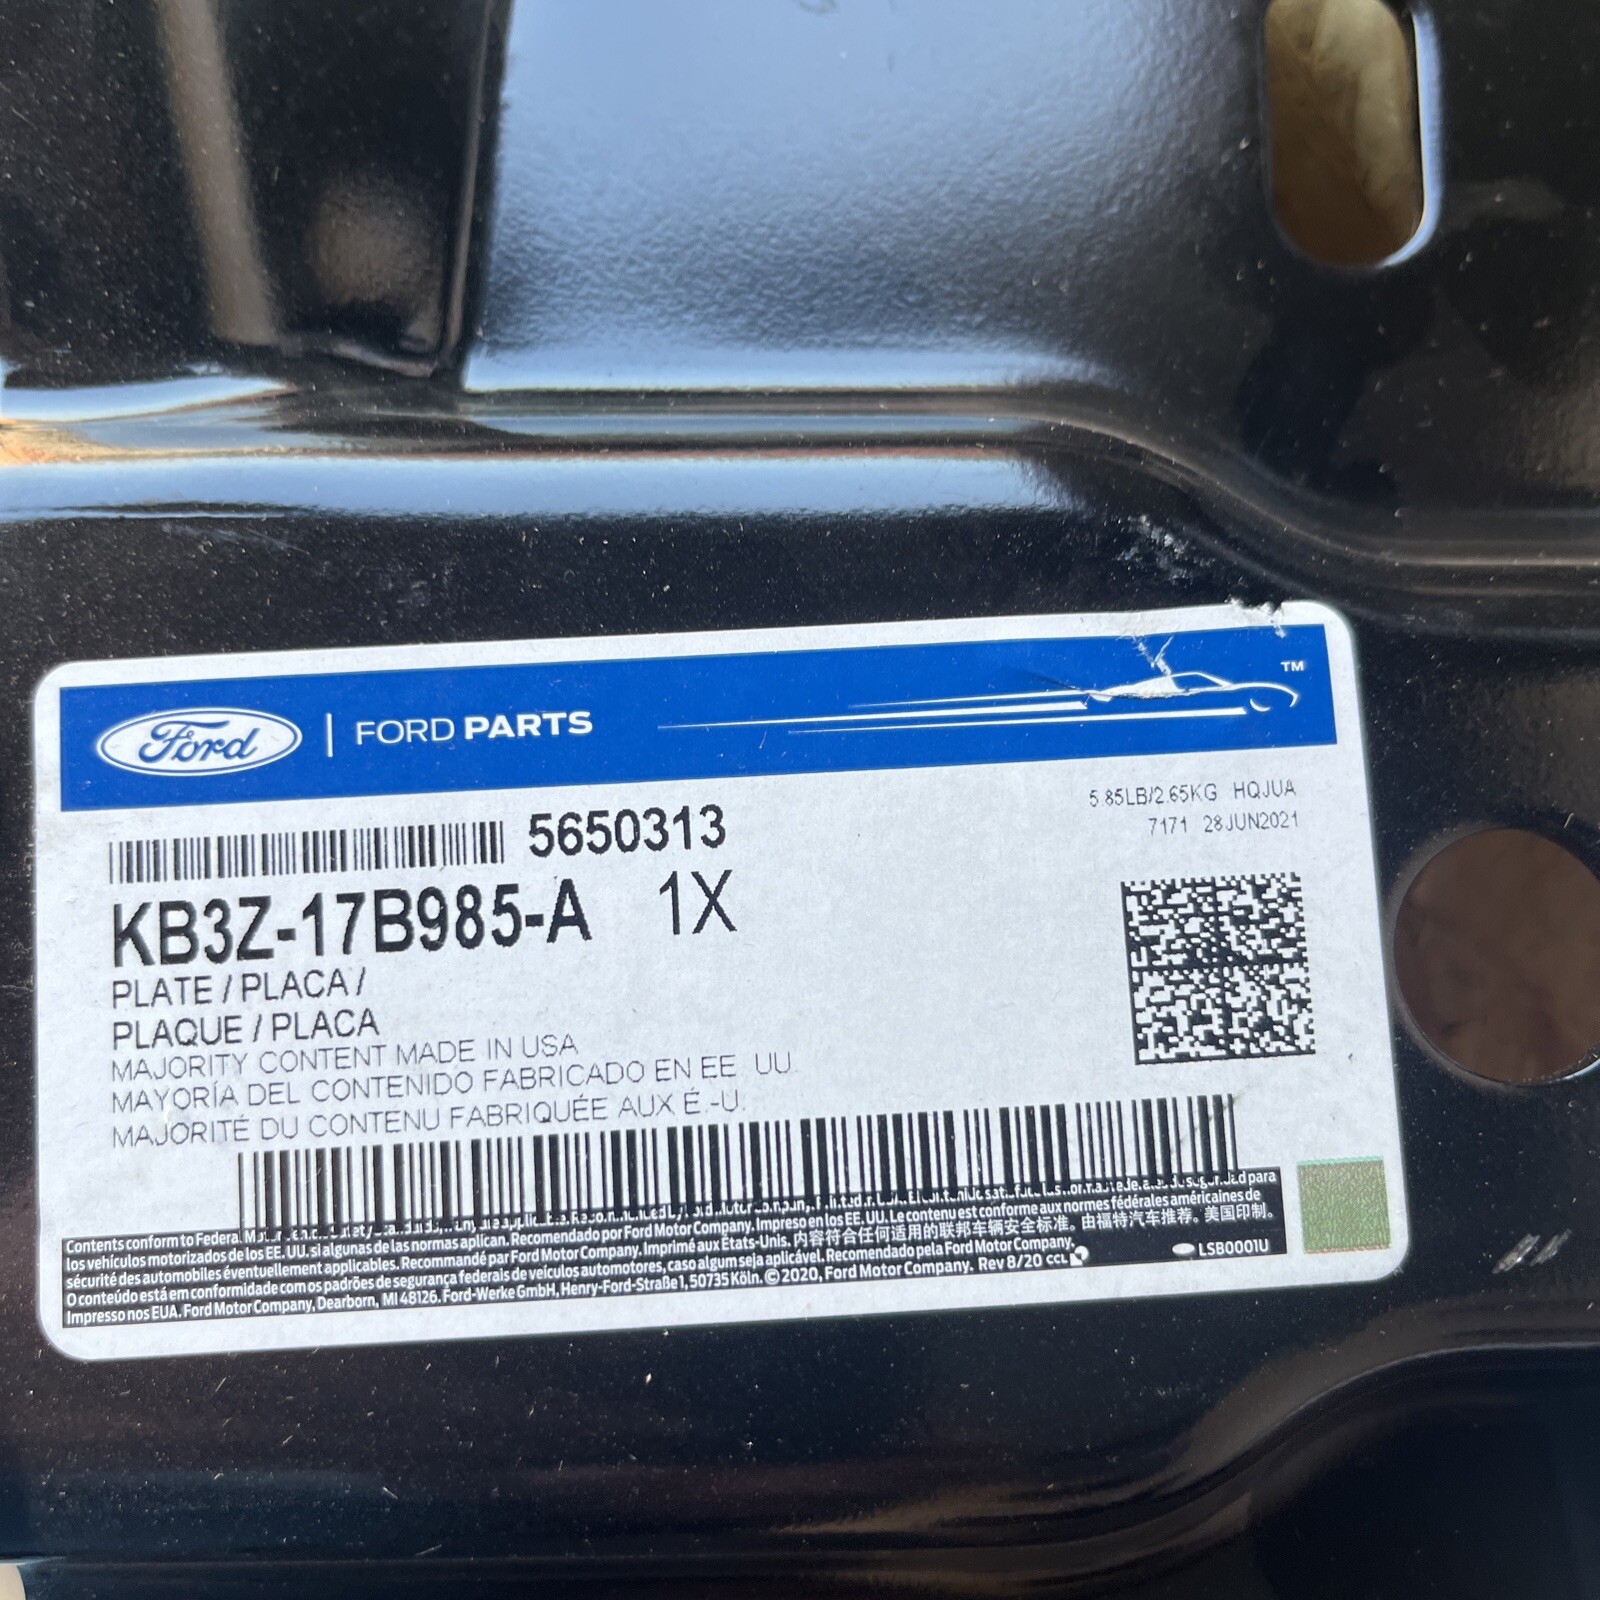 Ford | FORD PARTS ™
5.85LB/2.65KG HQJUA
7171 28JUN2021
5650313
KB3Z-17B985-A 1X
PLATE / PLACA /
PLAQUE / PLACA
MAJORITY CONTENT MADE IN USA
MAYORÍA DEL CONTENIDO FABRICADO EN EE. UU.
MAJORITÉ DU CONTENU FABRIQUÉE AUX É.-U.
Contents conform to Federal
los vehículos motorizados de los EE. UU. si algunas de las normas aplican. Recomendado por Ford Motor Company. Impreso en los EE. UU. Le contenu est conforme aux normes fédérales américaines de
sécurité des automobiles éventuellement applicables. Recommandé par Ford Motor Company. Imprimé aux États-Unis. 内容符合任何适用的联邦车辆安全标准。由福特汽车推荐。美国印制。
O conteúdo está em conformidade com os padrões de segurança federais de veículos automotores, caso algum seja aplicável. Recomendado pela Ford Motor Company.
Impresso nos EUA. Ford Motor Company, Dearborn, MI 48126. Ford-Werke GmbH, Henry-Ford-Straße 1, 50735 Köln. © 2020, Ford Motor Company. Rev 8/20 CCL LSB0001U